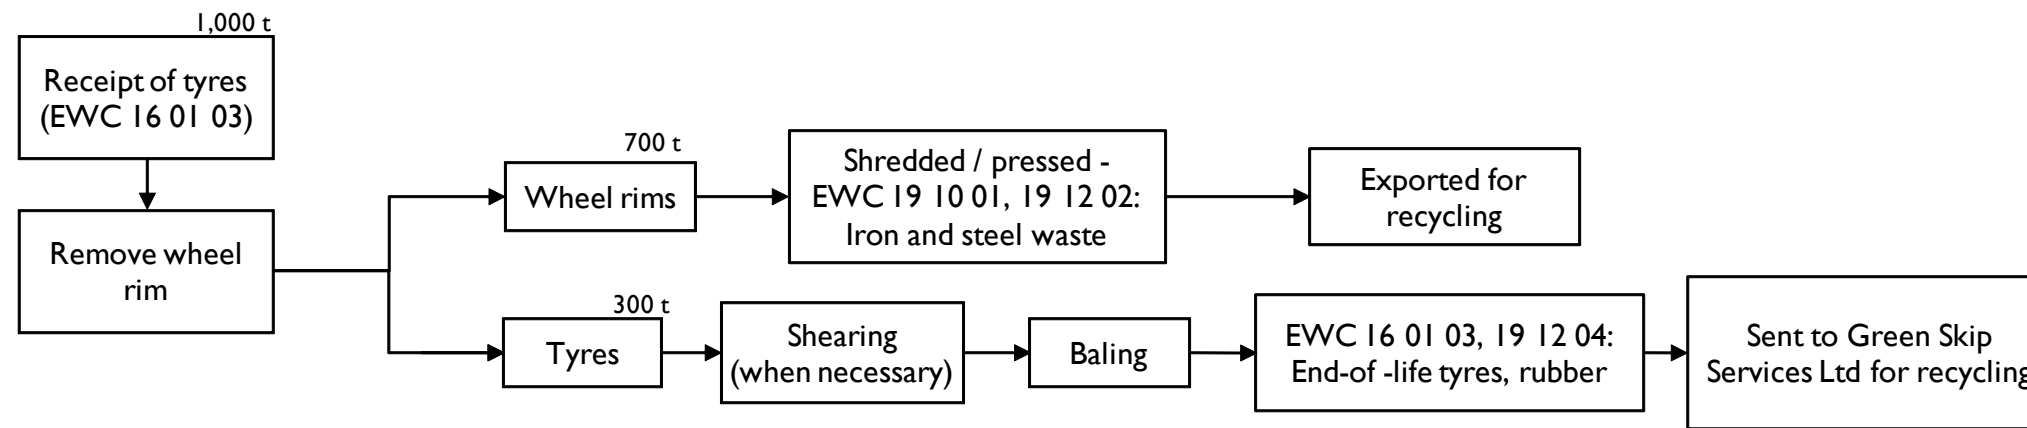 1,000 t
Receipt of tyres
(EWC 16 01 03)
Remove wheel
rim
700 t
Wheel rims
Shredded / pressed -
EWC 19 10 01, 19 12 02:
Iron and steel waste
Exported for
recycling
300 t
Tyres
Shearing
(when necessary)
Baling
EWC 16 01 03, 19 12 04:
End-of -life tyres, rubber
Sent to Green Skip
Services Ltd for recycling